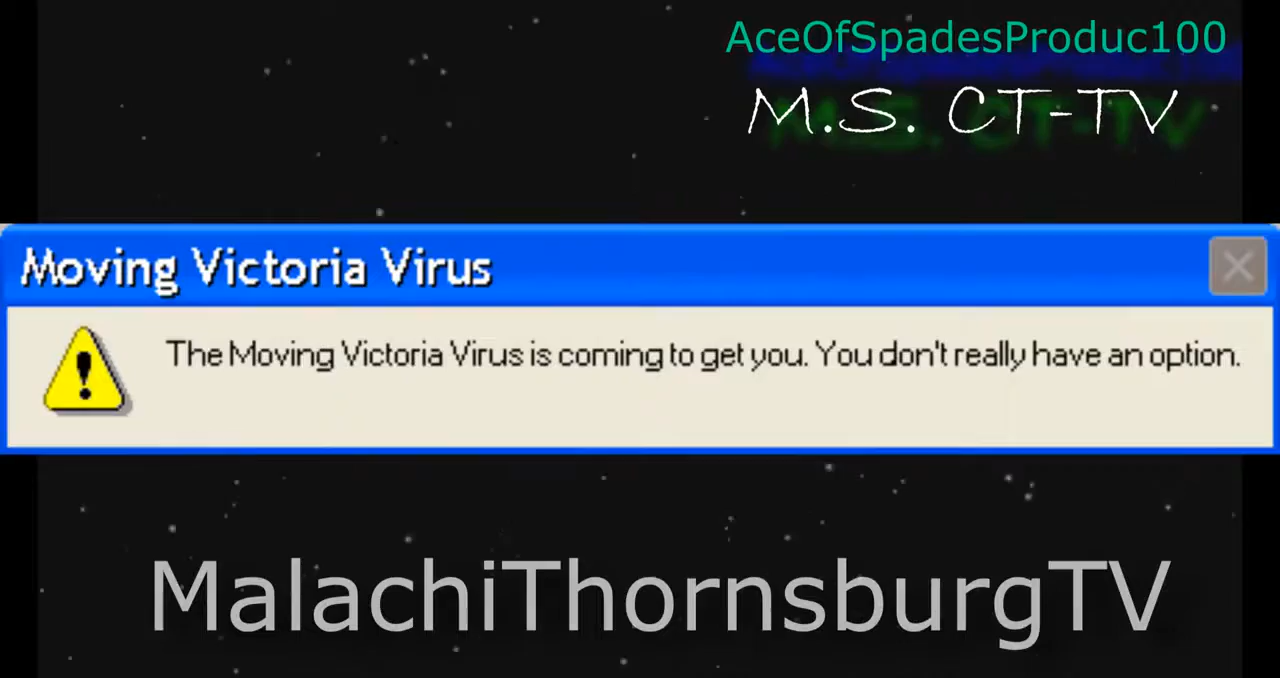 AceOfSpadesProduc100
M.S. CT-TV
Moving Victoria Virus
The Moving Victoria Virus is coming to get you. You don't really have an option.
MalachiThornsburgTV